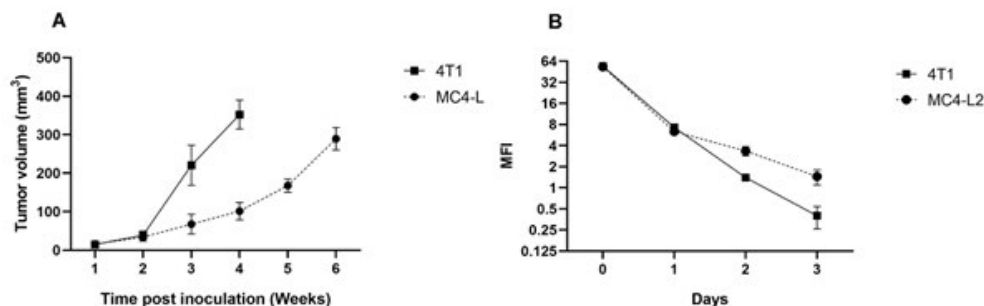 A
Tumor volume (mm³)
500
400
300
200
100
0
1 2 3 4 5 6
Time post inoculation (Weeks)
4T1
MC4-L
B
MFI
64
32
16
8
4
2
1
0.5
0.25
0.125
0 1 2 3
Days
4T1
MC4-L2